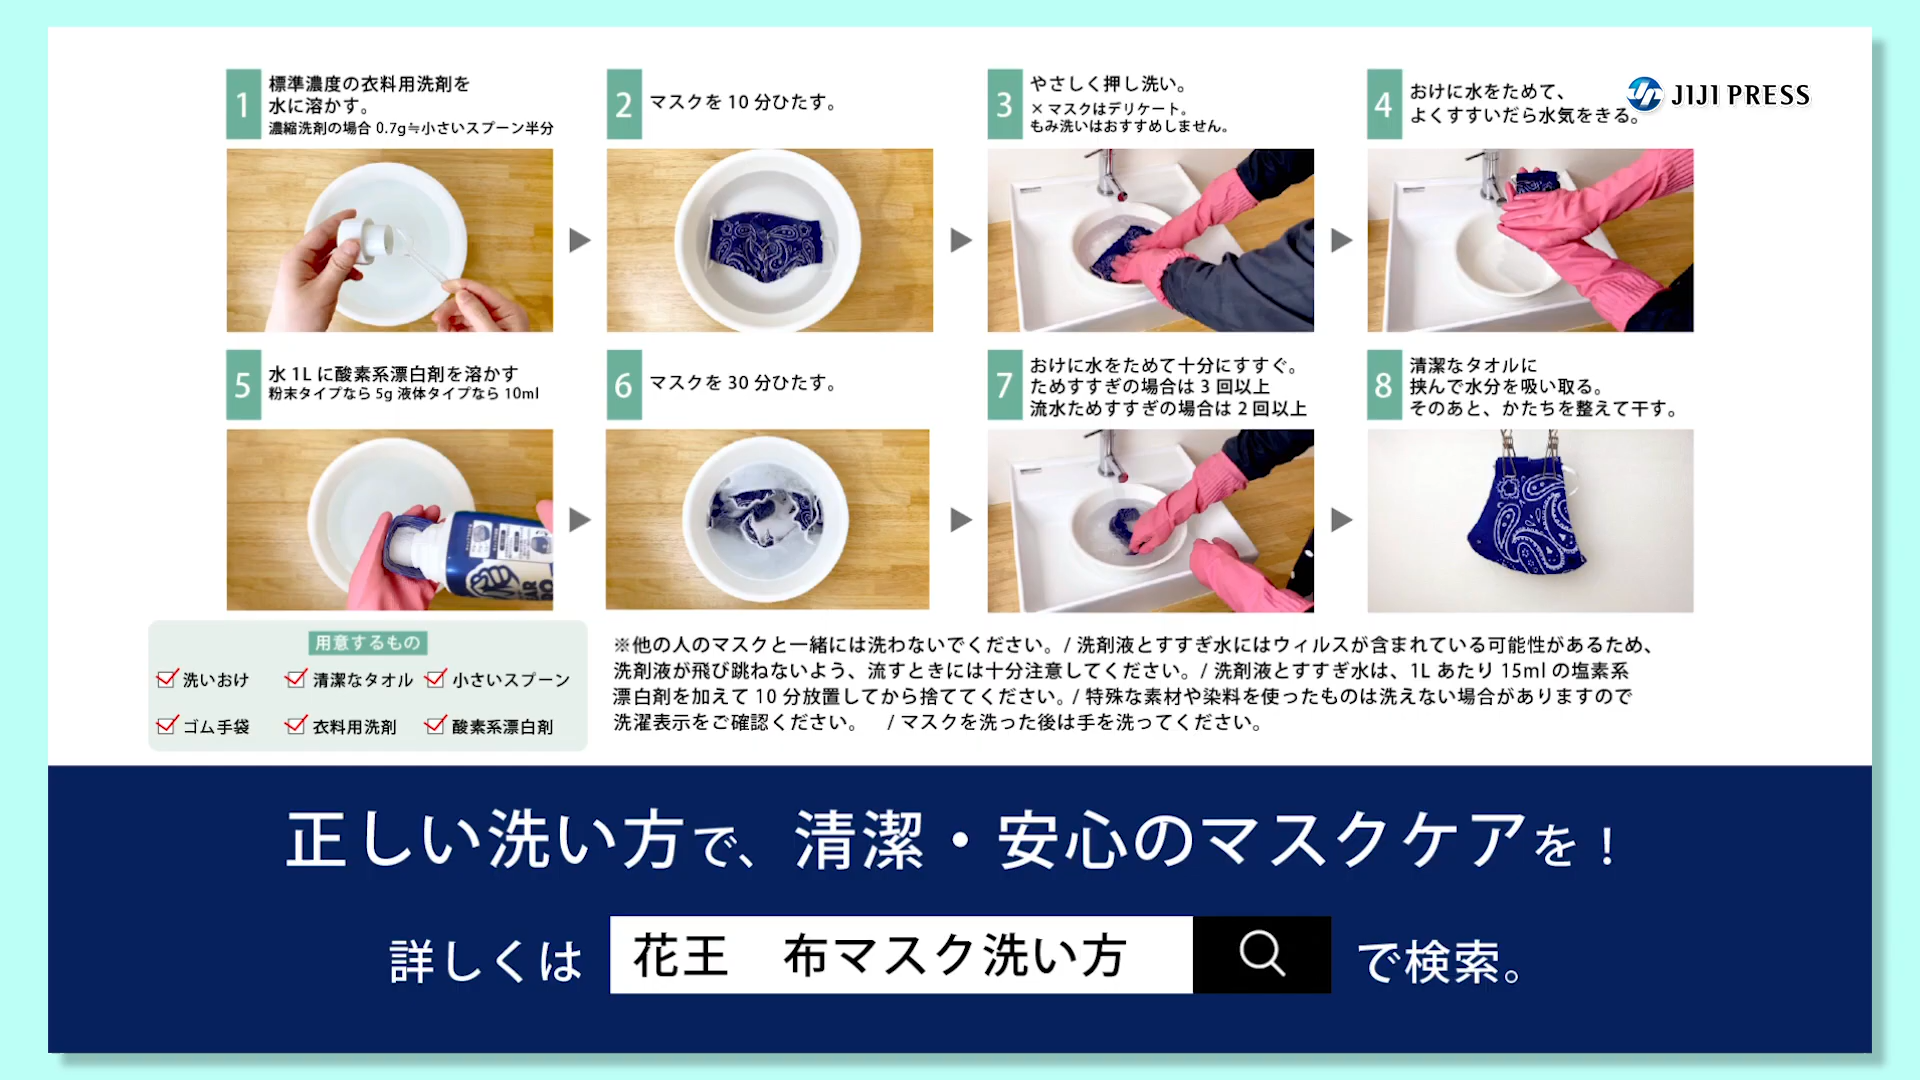 JIJI PRESS
1
標準濃度の衣料用洗剤を
水に溶かす。
濃縮洗剤の場合 0.7g≒小さいスプーン半分
2
マスクを 10 分ひたす。
3
やさしく押し洗い。
× マスクはデリケート。
もみ洗いはおすすめしません。
4
おけに水をためて、
よくすすいだら水気をきる。
5
水 1L に酸素系漂白剤を溶かす
粉末タイプなら 5g 液体タイプなら 10ml
6
マスクを 30 分ひたす。
7
おけに水をためて十分にすすぐ。
ためすすぎの場合は 3 回以上
流水ためすすぎの場合は 2 回以上
8
清潔なタオルに
挟んで水分を吸い取る。
そのあと、かたちを整えて干す。
用意するもの
洗いおけ 清潔なタオル 小さいスプーン
ゴム手袋 衣料用洗剤 酸素系漂白剤
※他の人のマスクと一緒には洗わないでください。/ 洗剤液とすすぎ水にはウィルスが含まれている可能性があるため、
洗剤液が飛び跳ねないよう、流すときには十分注意してください。/ 洗剤液とすすぎ水は、1L あたり 15ml の塩素系
漂白剤を加えて 10 分放置してから捨ててください。/ 特殊な素材や染料を使ったものは洗えない場合がありますので
洗濯表示をご確認ください。 / マスクを洗った後は手を洗ってください。
正しい洗い方で、清潔・安心のマスクケアを！
詳しくは 花王 布マスク洗い方 で検索。